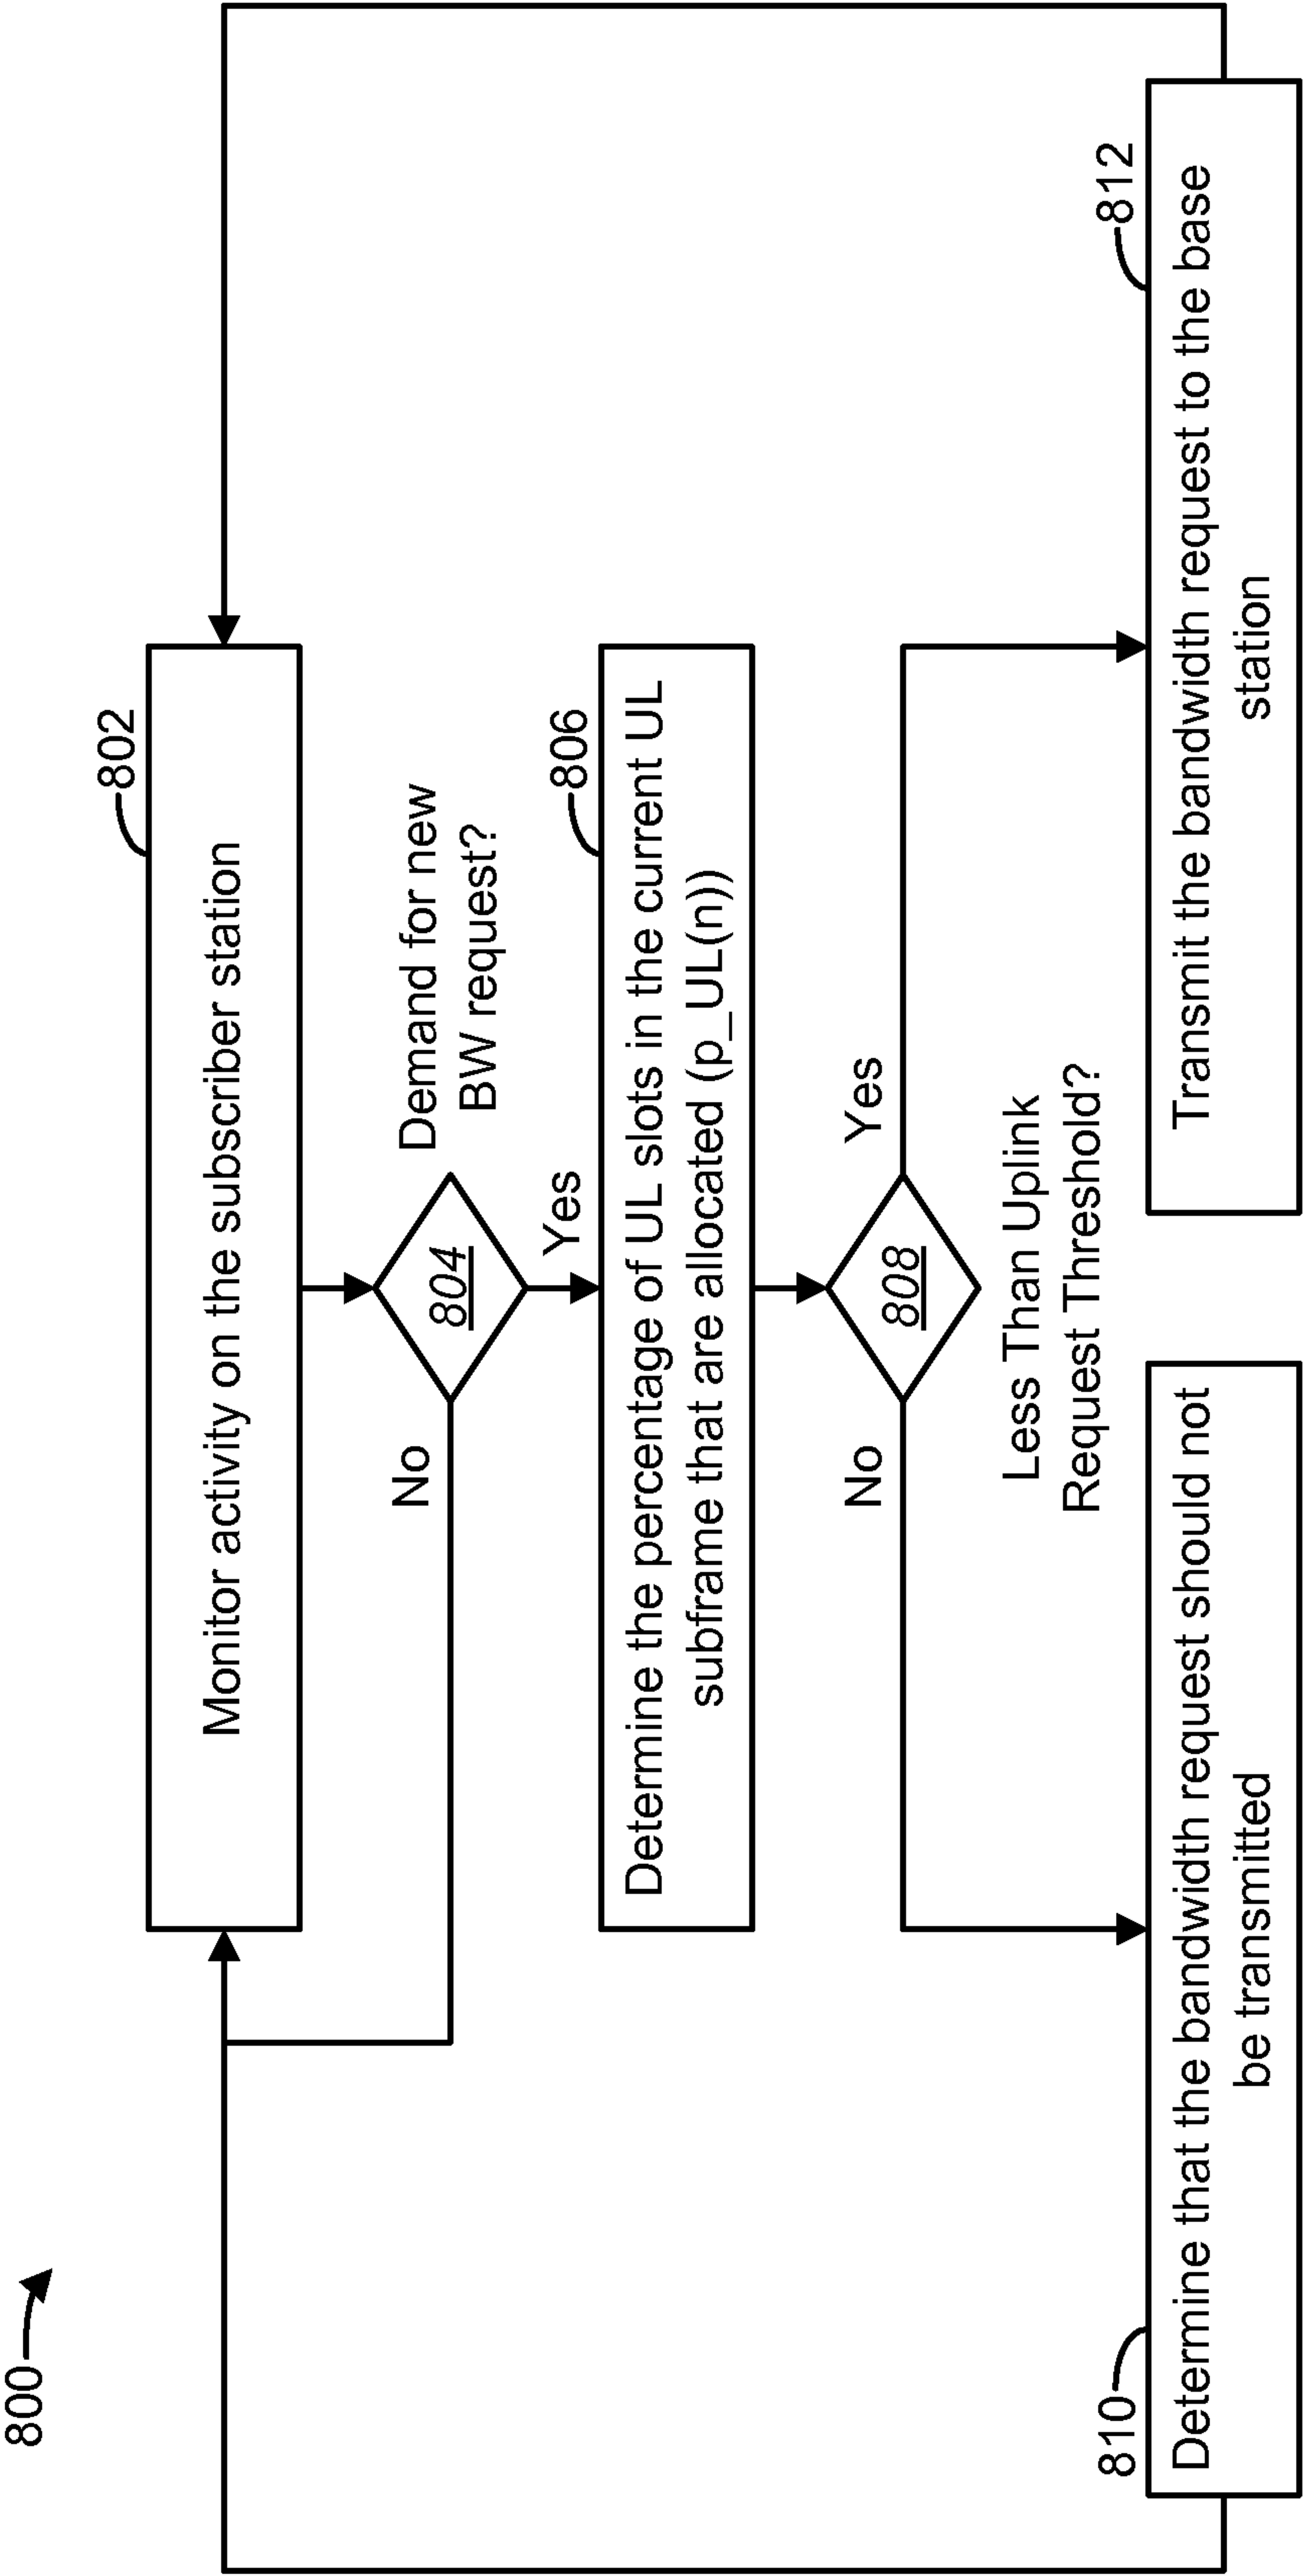 800
802
Monitor activity on the subscriber station
Demand for new
BW request?
804
No
Yes
806
Determine the percentage of UL slots in the current UL
subframe that are allocated (p_UL(n))
808
No
Yes
Less Than Uplink
Request Threshold?
810
Determine that the bandwidth request should not
be transmitted
812
Transmit the bandwidth request to the base
station